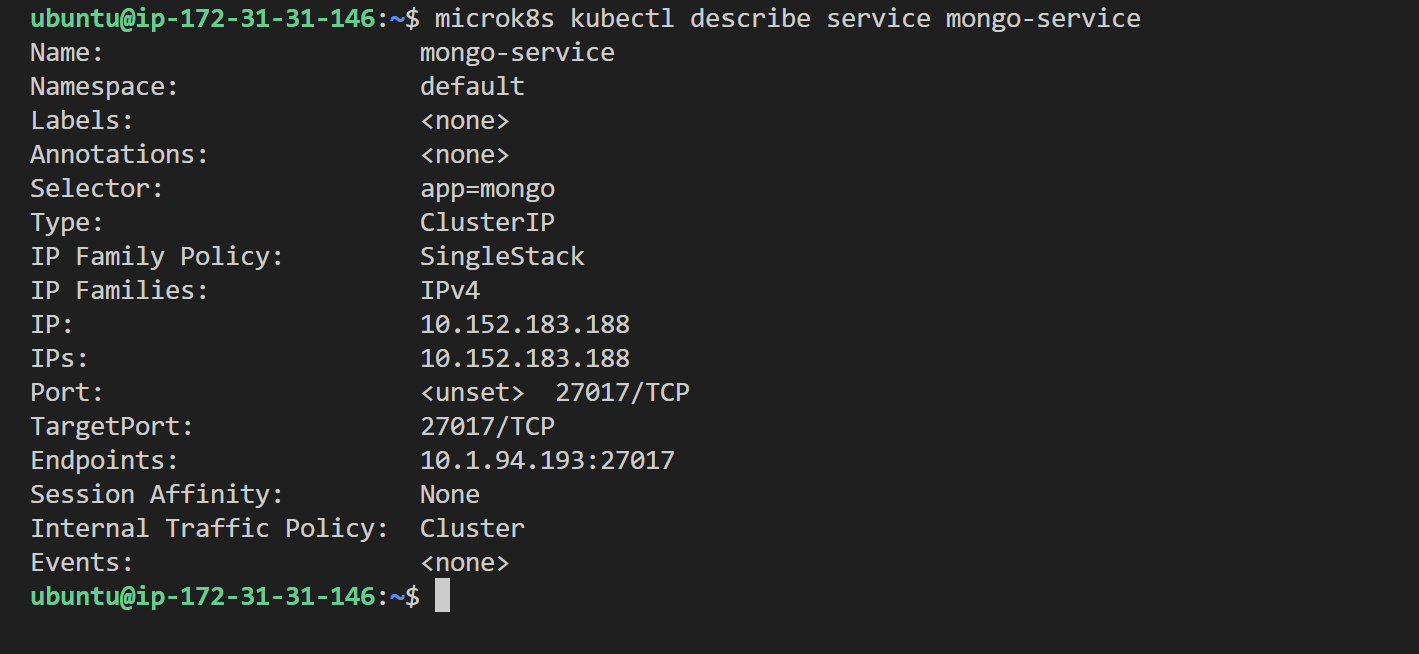 ubuntu@ip-172-31-31-146:~$ microk8s kubectl describe service mongo-service
Name:                     mongo-service
Namespace:                default
Labels:                   <none>
Annotations:              <none>
Selector:                 app=mongo
Type:                     ClusterIP
IP Family Policy:         SingleStack
IP Families:              IPv4
IP:                       10.152.183.188
IPs:                      10.152.183.188
Port:                     <unset>  27017/TCP
TargetPort:               27017/TCP
Endpoints:                10.1.94.193:27017
Session Affinity:         None
Internal Traffic Policy:  Cluster
Events:                   <none>
ubuntu@ip-172-31-31-146:~$